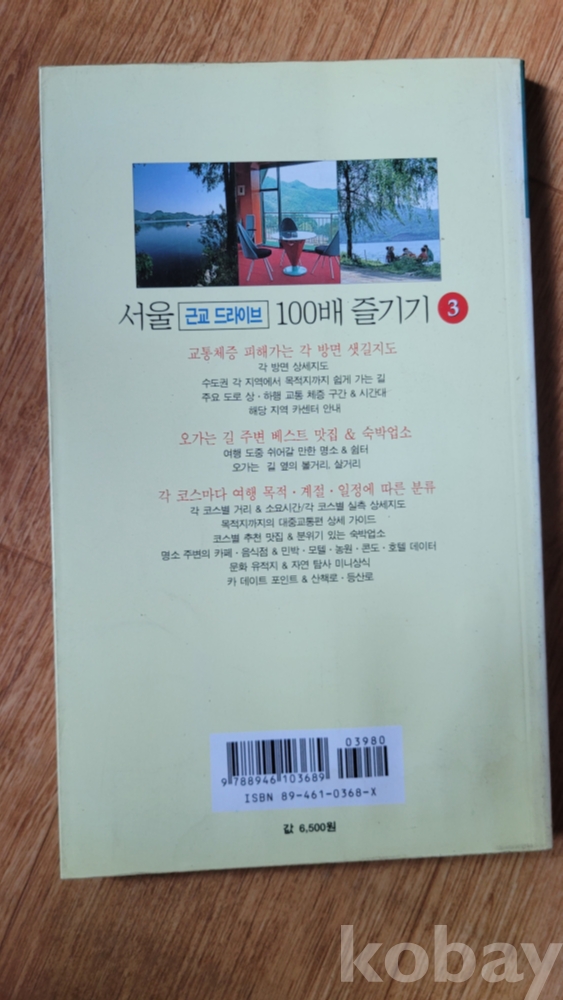 서울 근교 드라이브 100배 즐기기 3
교통체증 피해가는 각 방면 샛길지도
각 방면 상세지도
수도권 각 지역에서 목적지까지 쉽게 가는 길
주요 도로 상·하행 교통 체증 구간 & 시간대
해당 지역 카센터 안내
오가는 길 주변 베스트 맛집 & 숙박업소
여행 도중 쉬어갈 만한 명소 & 쉼터
오가는 길 옆의 볼거리, 살거리
각 코스마다 여행 목적·계절·일정에 따른 분류
각 코스별 거리 & 소요시간/각 코스별 실측 상세지도
목적지까지의 대중교통편 상세 가이드
코스별 추천 맛집 & 분위기 있는 숙박업소
명소 주변의 카페·음식점 & 민박·모텔·농원·콘도·호텔 데이터
문화 유적지 & 자연 탐사 미니상식
카 데이트 포인트 & 산책로·등산로
03980
9 788946 103689
ISBN 89-461-0368-X
값 6,500원
kobay